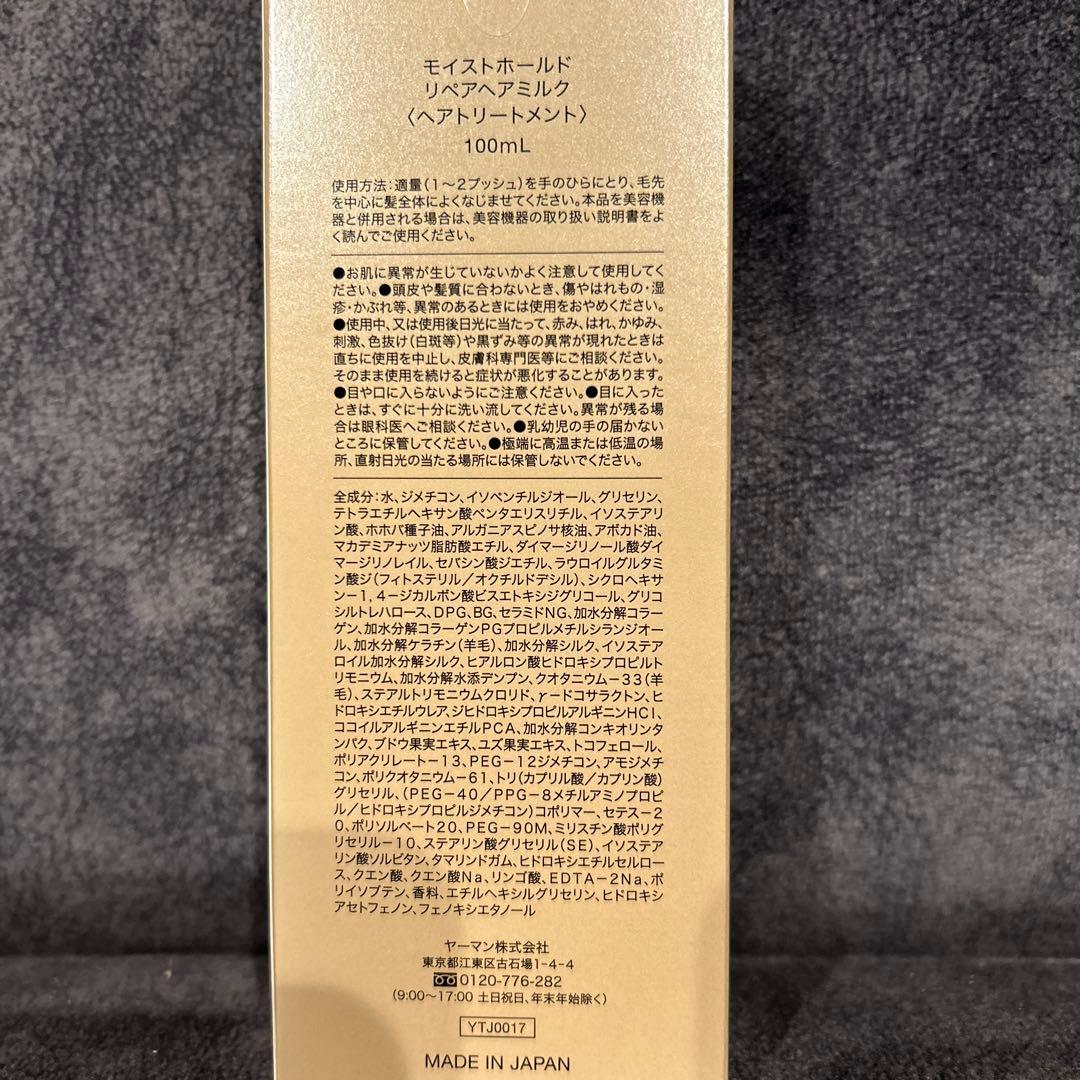 モイストホールド
リペアヘアミルク
〈ヘアトリートメント〉
100mL
使用方法：適量（1〜2プッシュ）を手のひらにとり、毛先
を中心に髪全体によくなじませてください。本品を美容機
器と併用される場合は、美容機器の取り扱い説明書をよ
く読んでご使用ください。
●お肌に異常が生じていないかよく注意して使用してく
ださい。●頭皮や髪質に合わないとき、傷やはれもの・湿
疹・かぶれ等、異常のあるときには使用をおやめください。
●使用中、又は使用後日光に当たって、赤み、はれ、かゆみ、
刺激、色抜け（白斑等）や黒ずみ等の異常が現れたときは
直ちに使用を中止し、皮膚科専門医等にご相談ください。
そのまま使用を続けると症状が悪化することがあります。
●目や口に入らないようにご注意ください。●目に入った
ときは、すぐに十分に洗い流してください。異常が残る場
合は眼科医へご相談ください。●乳幼児の手の届かない
ところに保管してください。●極端に高温または低温の場
所、直射日光の当たる場所には保管しないでください。
全成分：水、ジメチコン、イソペンチルジオール、グリセリン、
テトラエチルヘキサン酸ペンタエリスリチル、イソステアリ
ン酸、ホホバ種子油、アルガニアスピノサ核油、アボカド油、
マカデミアナッツ脂肪酸エチル、ダイマージリノール酸ダイ
マージリノレイル、セバシン酸ジエチル、ラウロイルグルタミ
ン酸ジ（フィトステリル／オクチルドデシル）、シクロヘキサ
ン−1，4−ジカルボン酸ビスエトキシジグリコール、グリコ
シルトレハロース、DPG、BG、セラミドNG、加水分解コラー
ゲン、加水分解コラーゲンPGプロピルメチルシランジオー
ル、加水分解ケラチン（羊毛）、加水分解シルク、イソステア
ロイル加水分解シルク、ヒアルロン酸ヒドロキシプロピルト
リモニウム、加水分解水添デンプン、クオタニウム−33（羊
毛）、ステアルトリモニウムクロリド、γ−ドコサラクトン、ヒ
ドロキシエチルウレア、ジヒドロキシプロピルアルギニンHCI、
ココイルアルギニンエチルPCA、加水分解コンキオリンタ
ンパク、ブドウ果実エキス、ユズ果実エキス、トコフェロール、
ポリアクリレート−13、PEG−12ジメチコン、アモジメチ
コン、ポリクオタニウム−61、トリ（カプリル酸／カプリン酸）
グリセリル、（PEG−40／PPG−8メチルアミノプロピ
ル／ヒドロキシプロピルジメチコン）コポリマー、セテス−2
0、ポリソルベート20、PEG−90M、ミリスチン酸ポリグ
リセリル−10、ステアリン酸グリセリル（SE）、イソステア
リン酸ソルビタン、タマリンドガム、ヒドロキシエチルセルロー
ス、クエン酸、クエン酸Na、リンゴ酸、EDTA−2Na、ポ
リイソブテン、香料、エチルヘキシルグリセリン、ヒドロキシ
アセトフェノン、フェノキシエタノール
ヤーマン株式会社
東京都江東区古石場1-4-4
0120-776-282
（9:00〜17:00 土日祝日、年末年始除く）
YTJ0017
MADE IN JAPAN